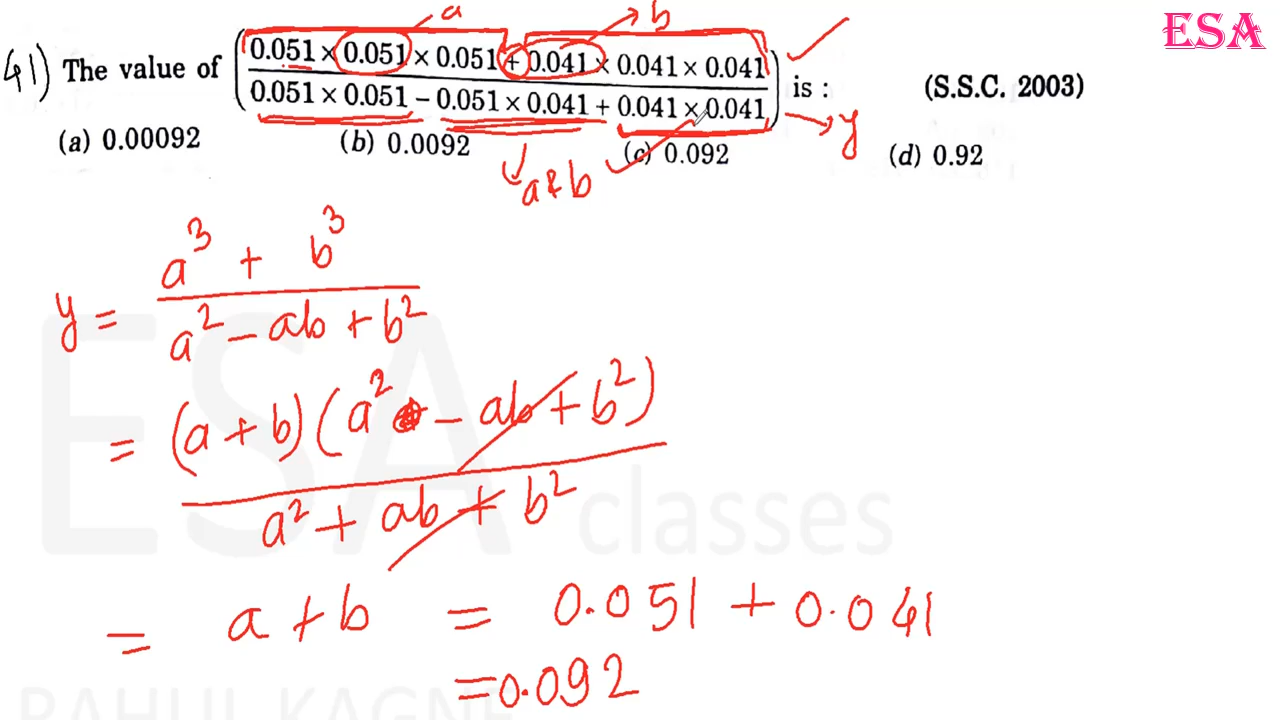 ESA
a b
41) The value of (0.051 × 0.051 × 0.051 + 0.041 × 0.041 × 0.041 / 0.051 × 0.051 − 0.051 × 0.041 + 0.041 × 0.041) is : (S.S.C. 2003)
y
(a) 0.00092 (b) 0.0092 (c) 0.092 (d) 0.92
a & b
a³ + b³
y =
a² − ab + b²
= (a + b) (a² − ab + b²)
a² + ab + b²
= a + b = 0.051 + 0.041
= 0.092
ESA classes
RAHUL KAGNE